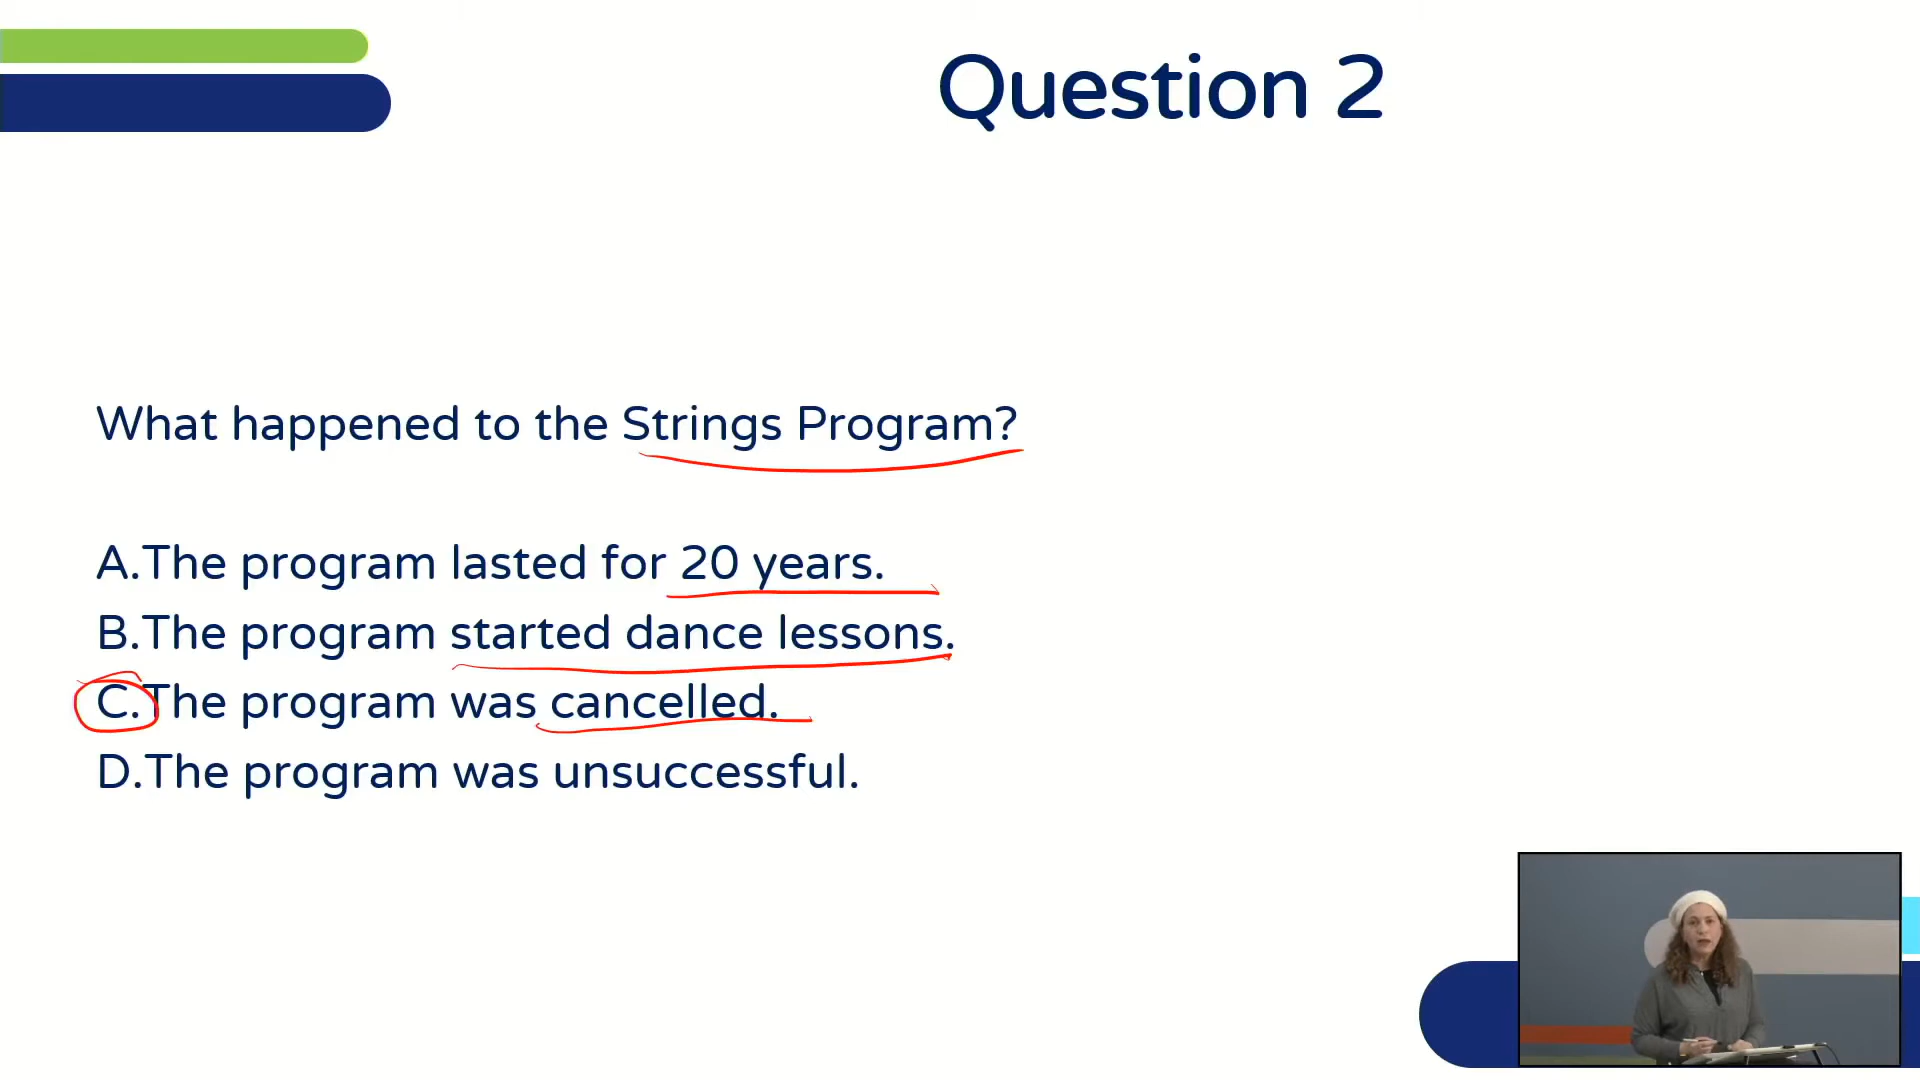 Question 2
What happened to the Strings Program?
A.The program lasted for 20 years.
B.The program started dance lessons.
C.The program was cancelled.
D.The program was unsuccessful.